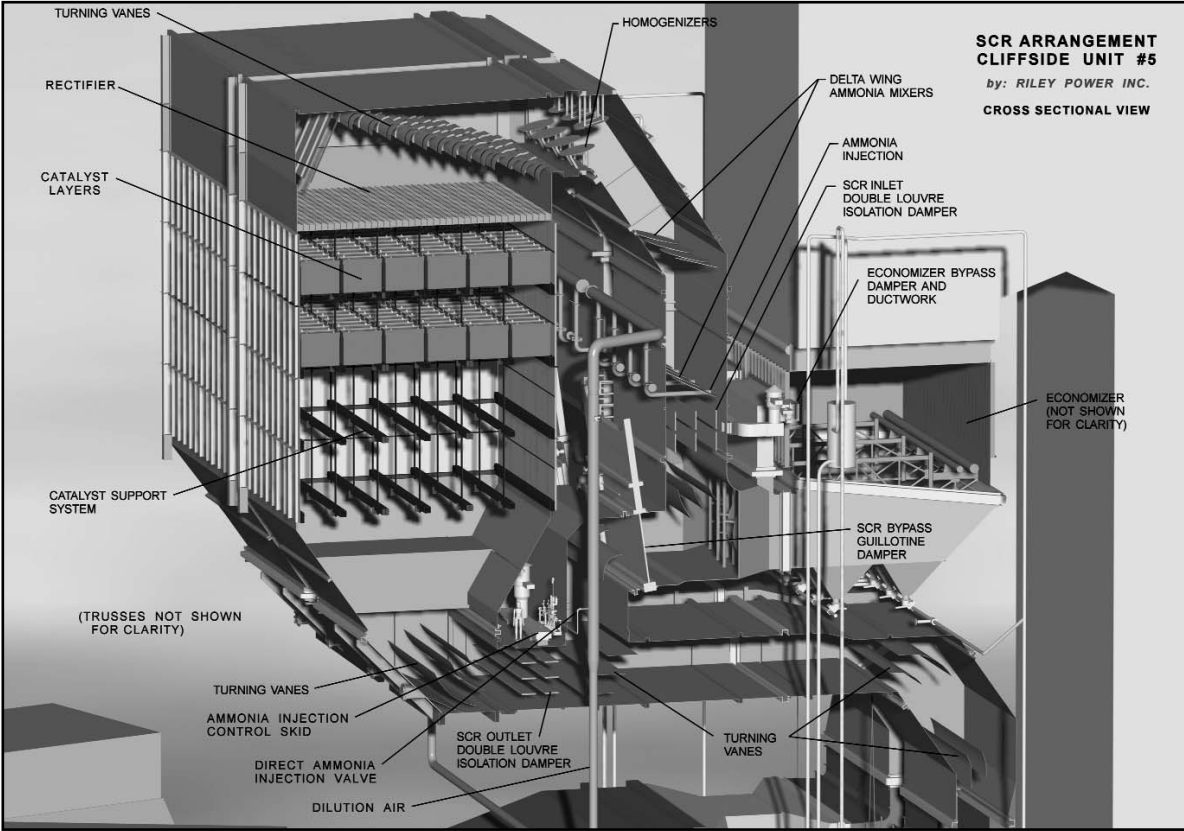 TURNING VANES
HOMOGENIZERS
SCR ARRANGEMENT
CLIFFSIDE UNIT #5
by: RILEY POWER INC.
CROSS SECTIONAL VIEW
RECTIFIER
DELTA WING
AMMONIA MIXERS
AMMONIA
INJECTION
CATALYST
LAYERS
SCR INLET
DOUBLE LOUVRE
ISOLATION DAMPER
ECONOMIZER BYPASS
DAMPER AND
DUCTWORK
ECONOMIZER
(NOT SHOWN
FOR CLARITY)
CATALYST SUPPORT
SYSTEM
SCR BYPASS
GUILLOTINE
DAMPER
(TRUSSES NOT SHOWN
FOR CLARITY)
TURNING VANES
AMMONIA INJECTION
CONTROL SKID
SCR OUTLET
DOUBLE LOUVRE
ISOLATION DAMPER
TURNING
VANES
DIRECT AMMONIA
INJECTION VALVE
DILUTION AIR